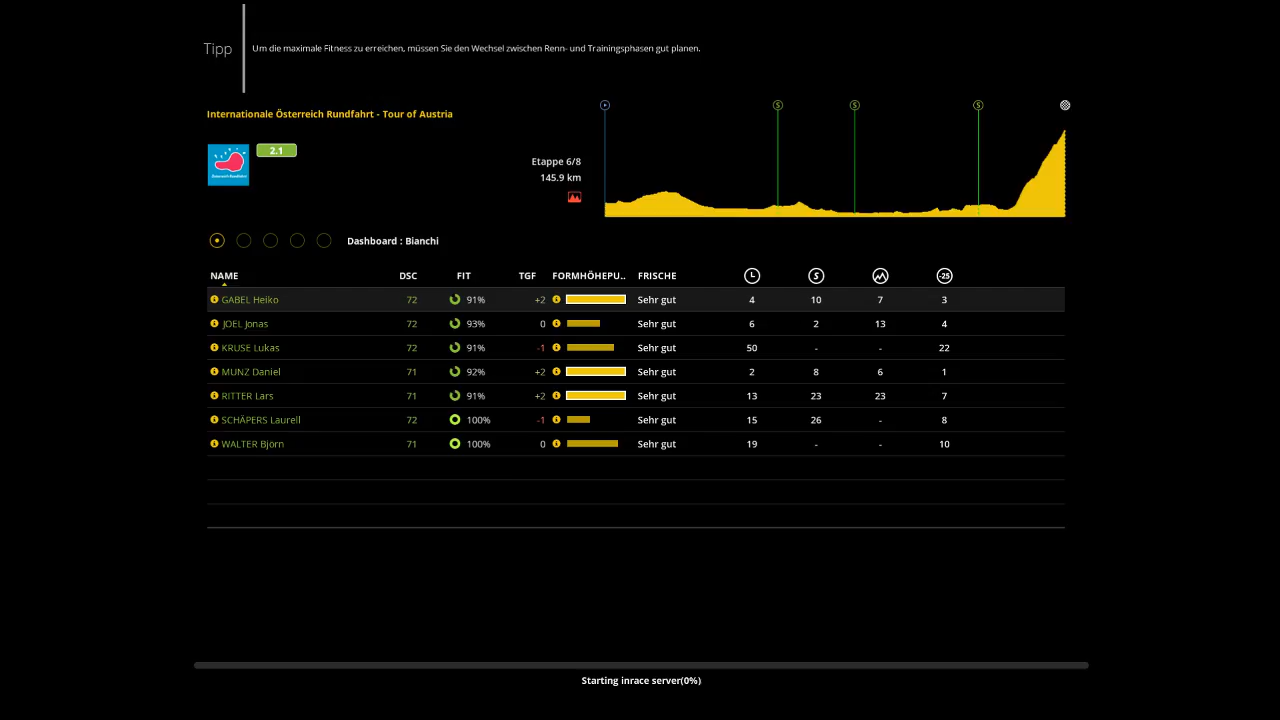 Tipp
Um die maximale Fitness zu erreichen, müssen Sie den Wechsel zwischen Renn- und Trainingsphasen gut planen.
Internationale Österreich Rundfahrt - Tour of Austria
2.1
Österreich-Rundfahrt
Etappe 6/8
145.9 km
S S S
Dashboard : Bianchi
NAME DSC FIT TGF FORMHÖHEPU.. FRISCHE S -25
GABEL Heiko 72 91% +2 Sehr gut 4 10 7 3
JOEL Jonas 72 93% 0 Sehr gut 6 2 13 4
KRUSE Lukas 72 91% -1 Sehr gut 50 - - 22
MUNZ Daniel 71 92% +2 Sehr gut 2 8 6 1
RITTER Lars 71 91% +2 Sehr gut 13 23 23 7
SCHÄPERS Laurell 72 100% -1 Sehr gut 15 26 - 8
WALTER Björn 71 100% 0 Sehr gut 19 - - 10
Starting inrace server(0%)